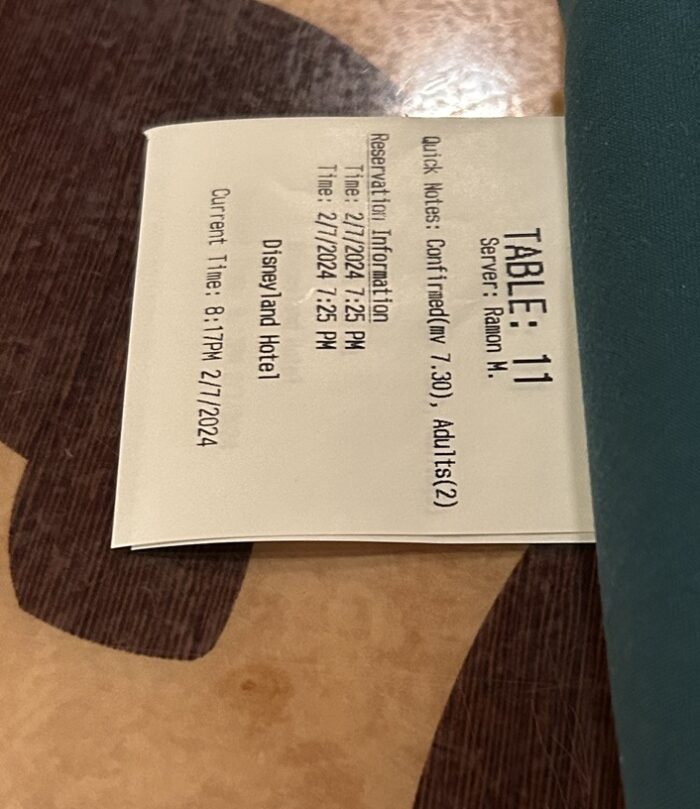 TABLE: 11
Server: Ramon M.
Quick Notes: Confirmed(mv 7.30), Adults(2)
Reservation Information
Time: 2/7/2024 7:25 PM
Time: 2/7/2024 7:25 PM
Disneyland Hotel
Current Time: 8:17PM 2/7/2024